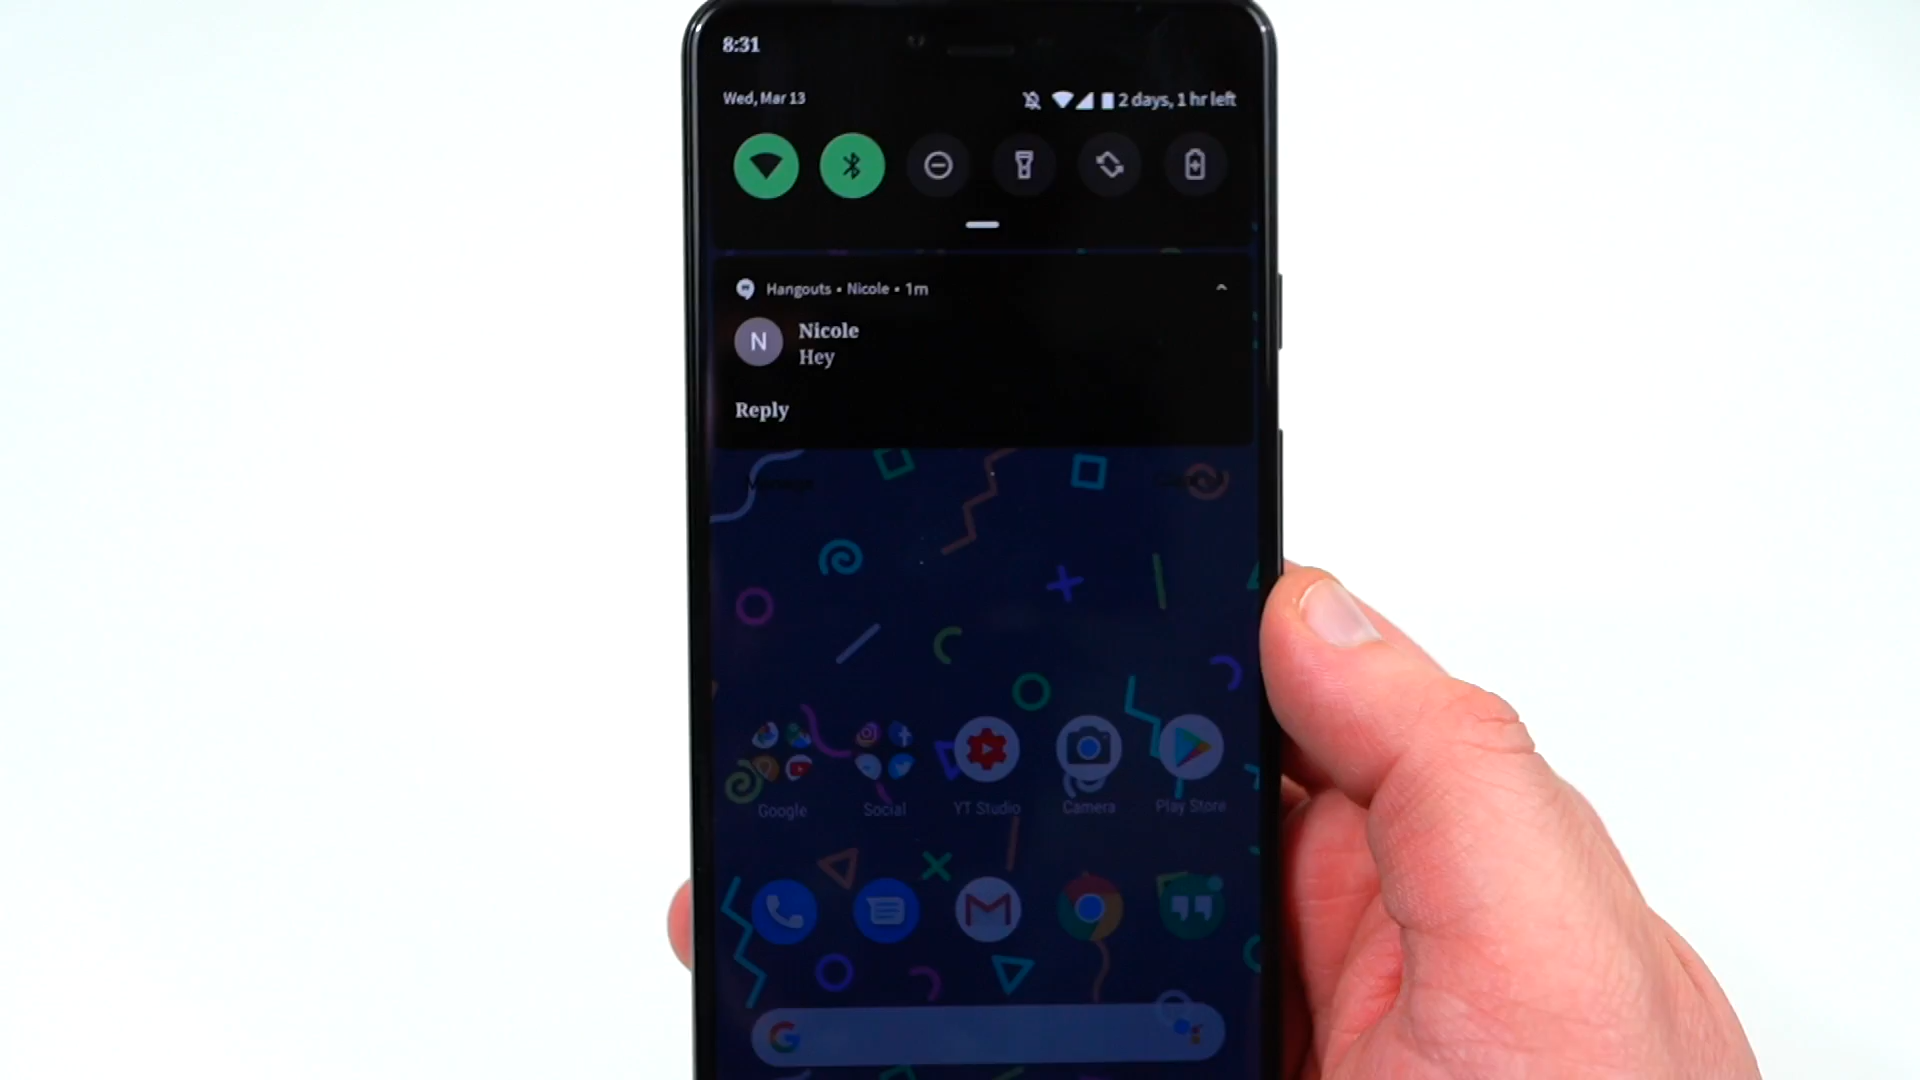 8:31
Wed, Mar 13
2 days, 1 hr left
Hangouts • Nicole • 1m
N
Nicole
Hey
Reply
Manage
Google
Social
YT Studio
Camera
Play Store